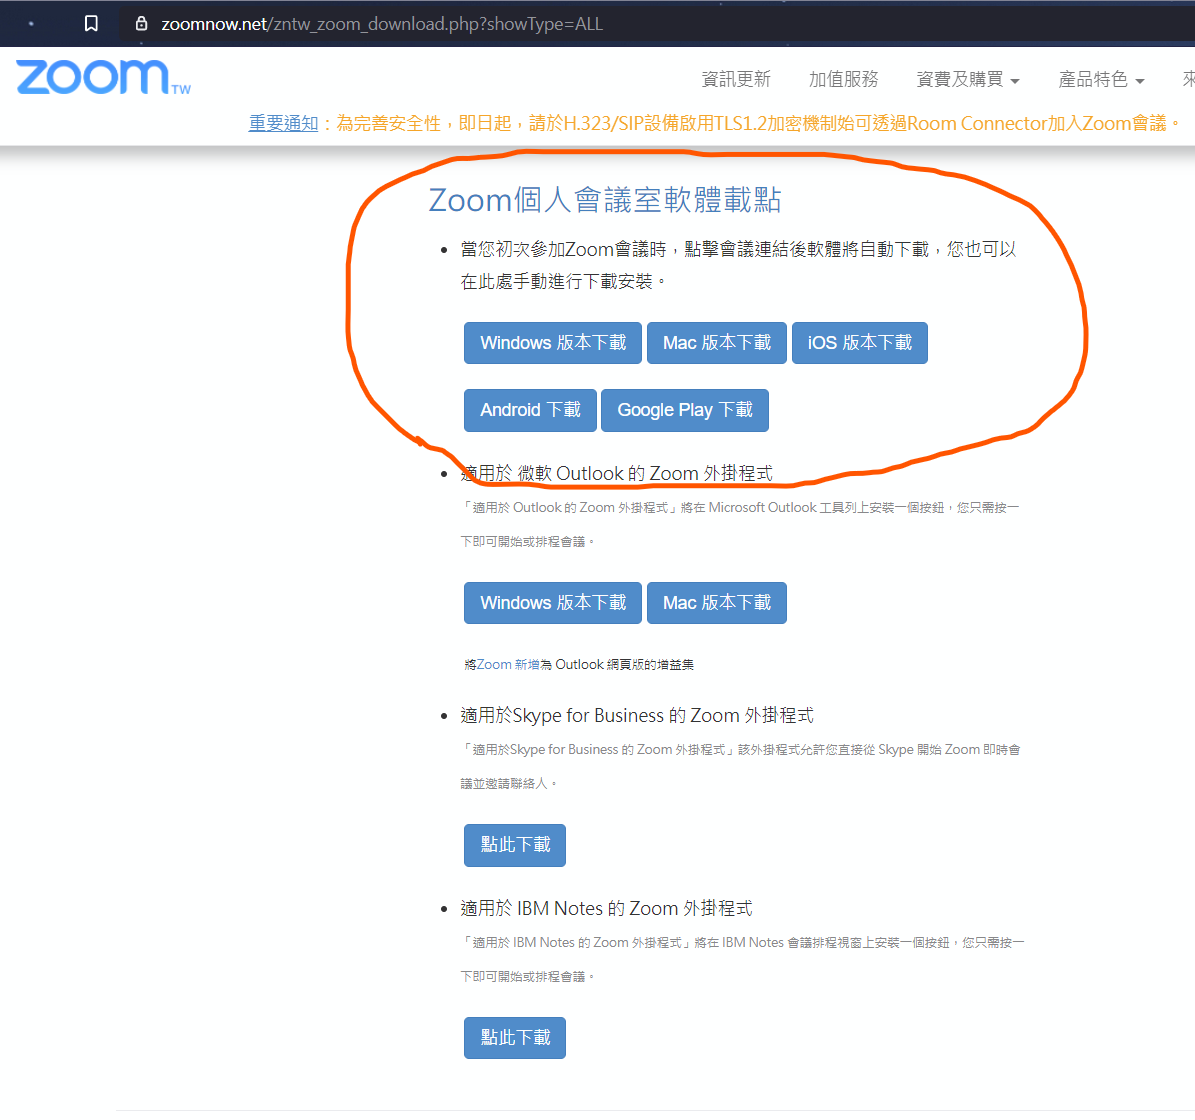 zoomnow.net/zntw_zoom_download.php?showType=ALL
zoom TW
資訊更新 加值服務 資費及購買 產品特色
重要通知：為完善安全性，即日起，請於H.323/SIP設備啟用TLS1.2加密機制始可透過Room Connector加入Zoom會議。
Zoom個人會議室軟體載點
當您初次參加Zoom會議時，點擊會議連結後軟體將自動下載，您也可以
在此處手動進行下載安裝。
Windows 版本下載 Mac 版本下載 iOS 版本下載
Android 下載 Google Play 下載
適用於 微軟 Outlook 的 Zoom 外掛程式
「適用於 Outlook 的 Zoom 外掛程式」將在 Microsoft Outlook 工具列上安裝一個按鈕，您只需按一
下即可開始或排程會議。
Windows 版本下載 Mac 版本下載
將Zoom 新增為 Outlook 網頁版的增益集
適用於Skype for Business 的 Zoom 外掛程式
「適用於Skype for Business 的 Zoom 外掛程式」該外掛程式允許您直接從 Skype 開始 Zoom 即時會
議並邀請聯絡人。
點此下載
適用於 IBM Notes 的 Zoom 外掛程式
「適用於 IBM Notes 的 Zoom 外掛程式」將在 IBM Notes 會議排程視窗上安裝一個按鈕，您只需按一
下即可開始或排程會議。
點此下載